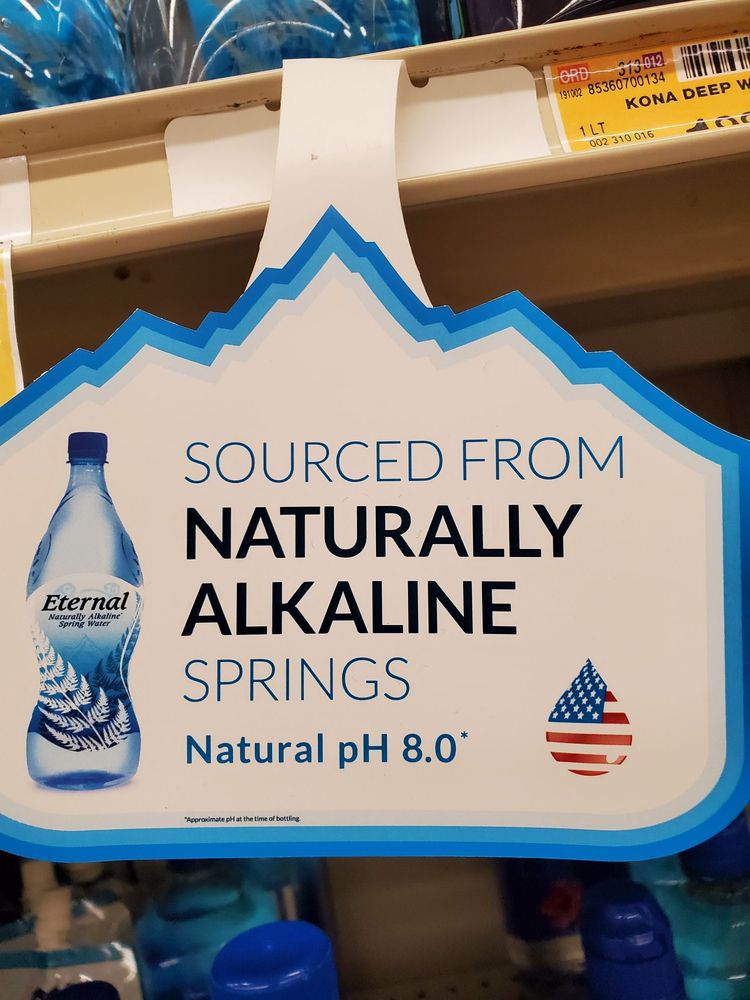 ORD 313 012
191002 85360700134
KONA DEEP W
1 LT
002 310 016
SOURCED FROM
NATURALLY
ALKALINE
SPRINGS
Natural pH 8.0*
*Approximate pH at the time of bottling.
Eternal
Naturally Alkaline
Spring Water